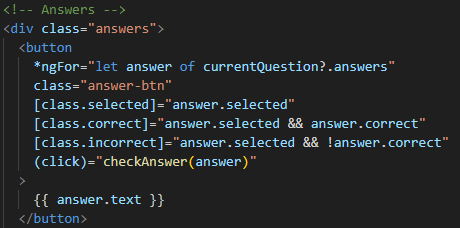 <!-- Answers -->
<div class="answers">
<button
*ngFor="let answer of currentQuestion?.answers"
class="answer-btn"
[class.selected]="answer.selected"
[class.correct]="answer.selected && answer.correct"
[class.incorrect]="answer.selected && !answer.correct"
(click)="checkAnswer(answer)"
>
{{ answer.text }}
</button>